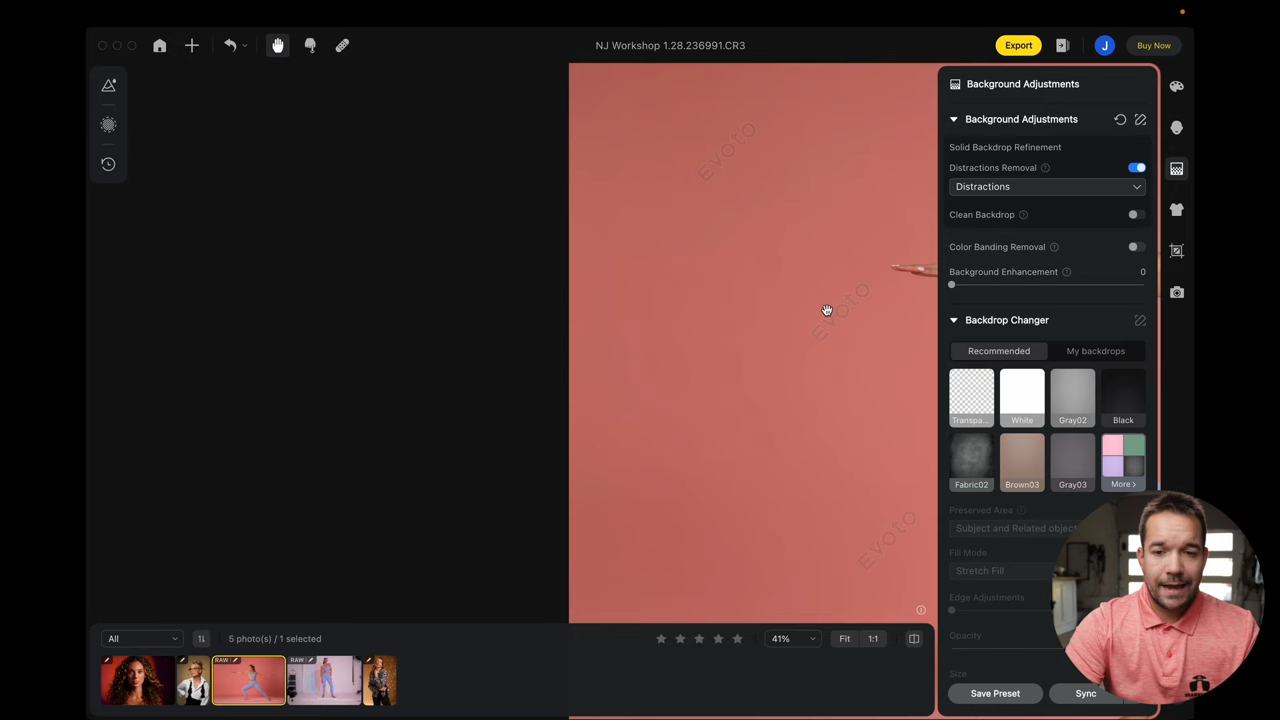 NJ Workshop 1.28.236991.CR3
Export
J
Buy Now
Background Adjustments
Background Adjustments
Solid Backdrop Refinement
Distractions Removal
Distractions
Clean Backdrop
Color Banding Removal
Background Enhancement
0
Backdrop Changer
Recommended
My backdrops
Transpa...
White
Gray02
Black
Fabric02
Brown03
Gray03
More >
Preserved Area
Subject and Related object
Fill Mode
Stretch Fill
Edge Adjustments
Opacity
Size
Save Preset
Sync
Evoto
Evoto
Evoto
All
5 photo(s) / 1 selected
41%
Fit
1:1
RAW
RAW